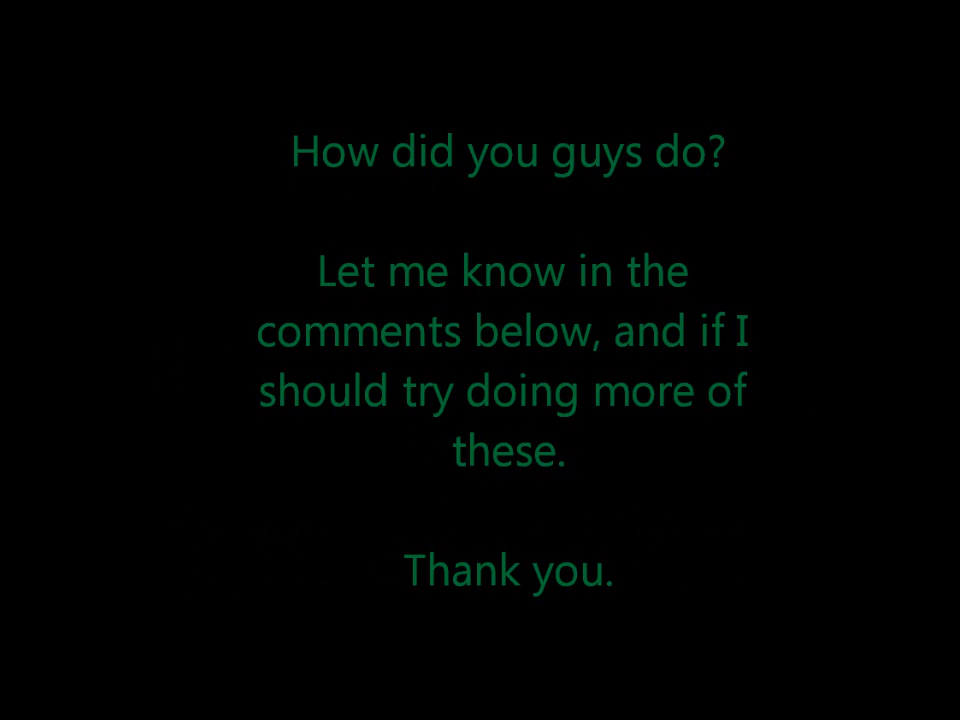 How did you guys do?
Let me know in the
comments below, and if I
should try doing more of
these.
Thank you.